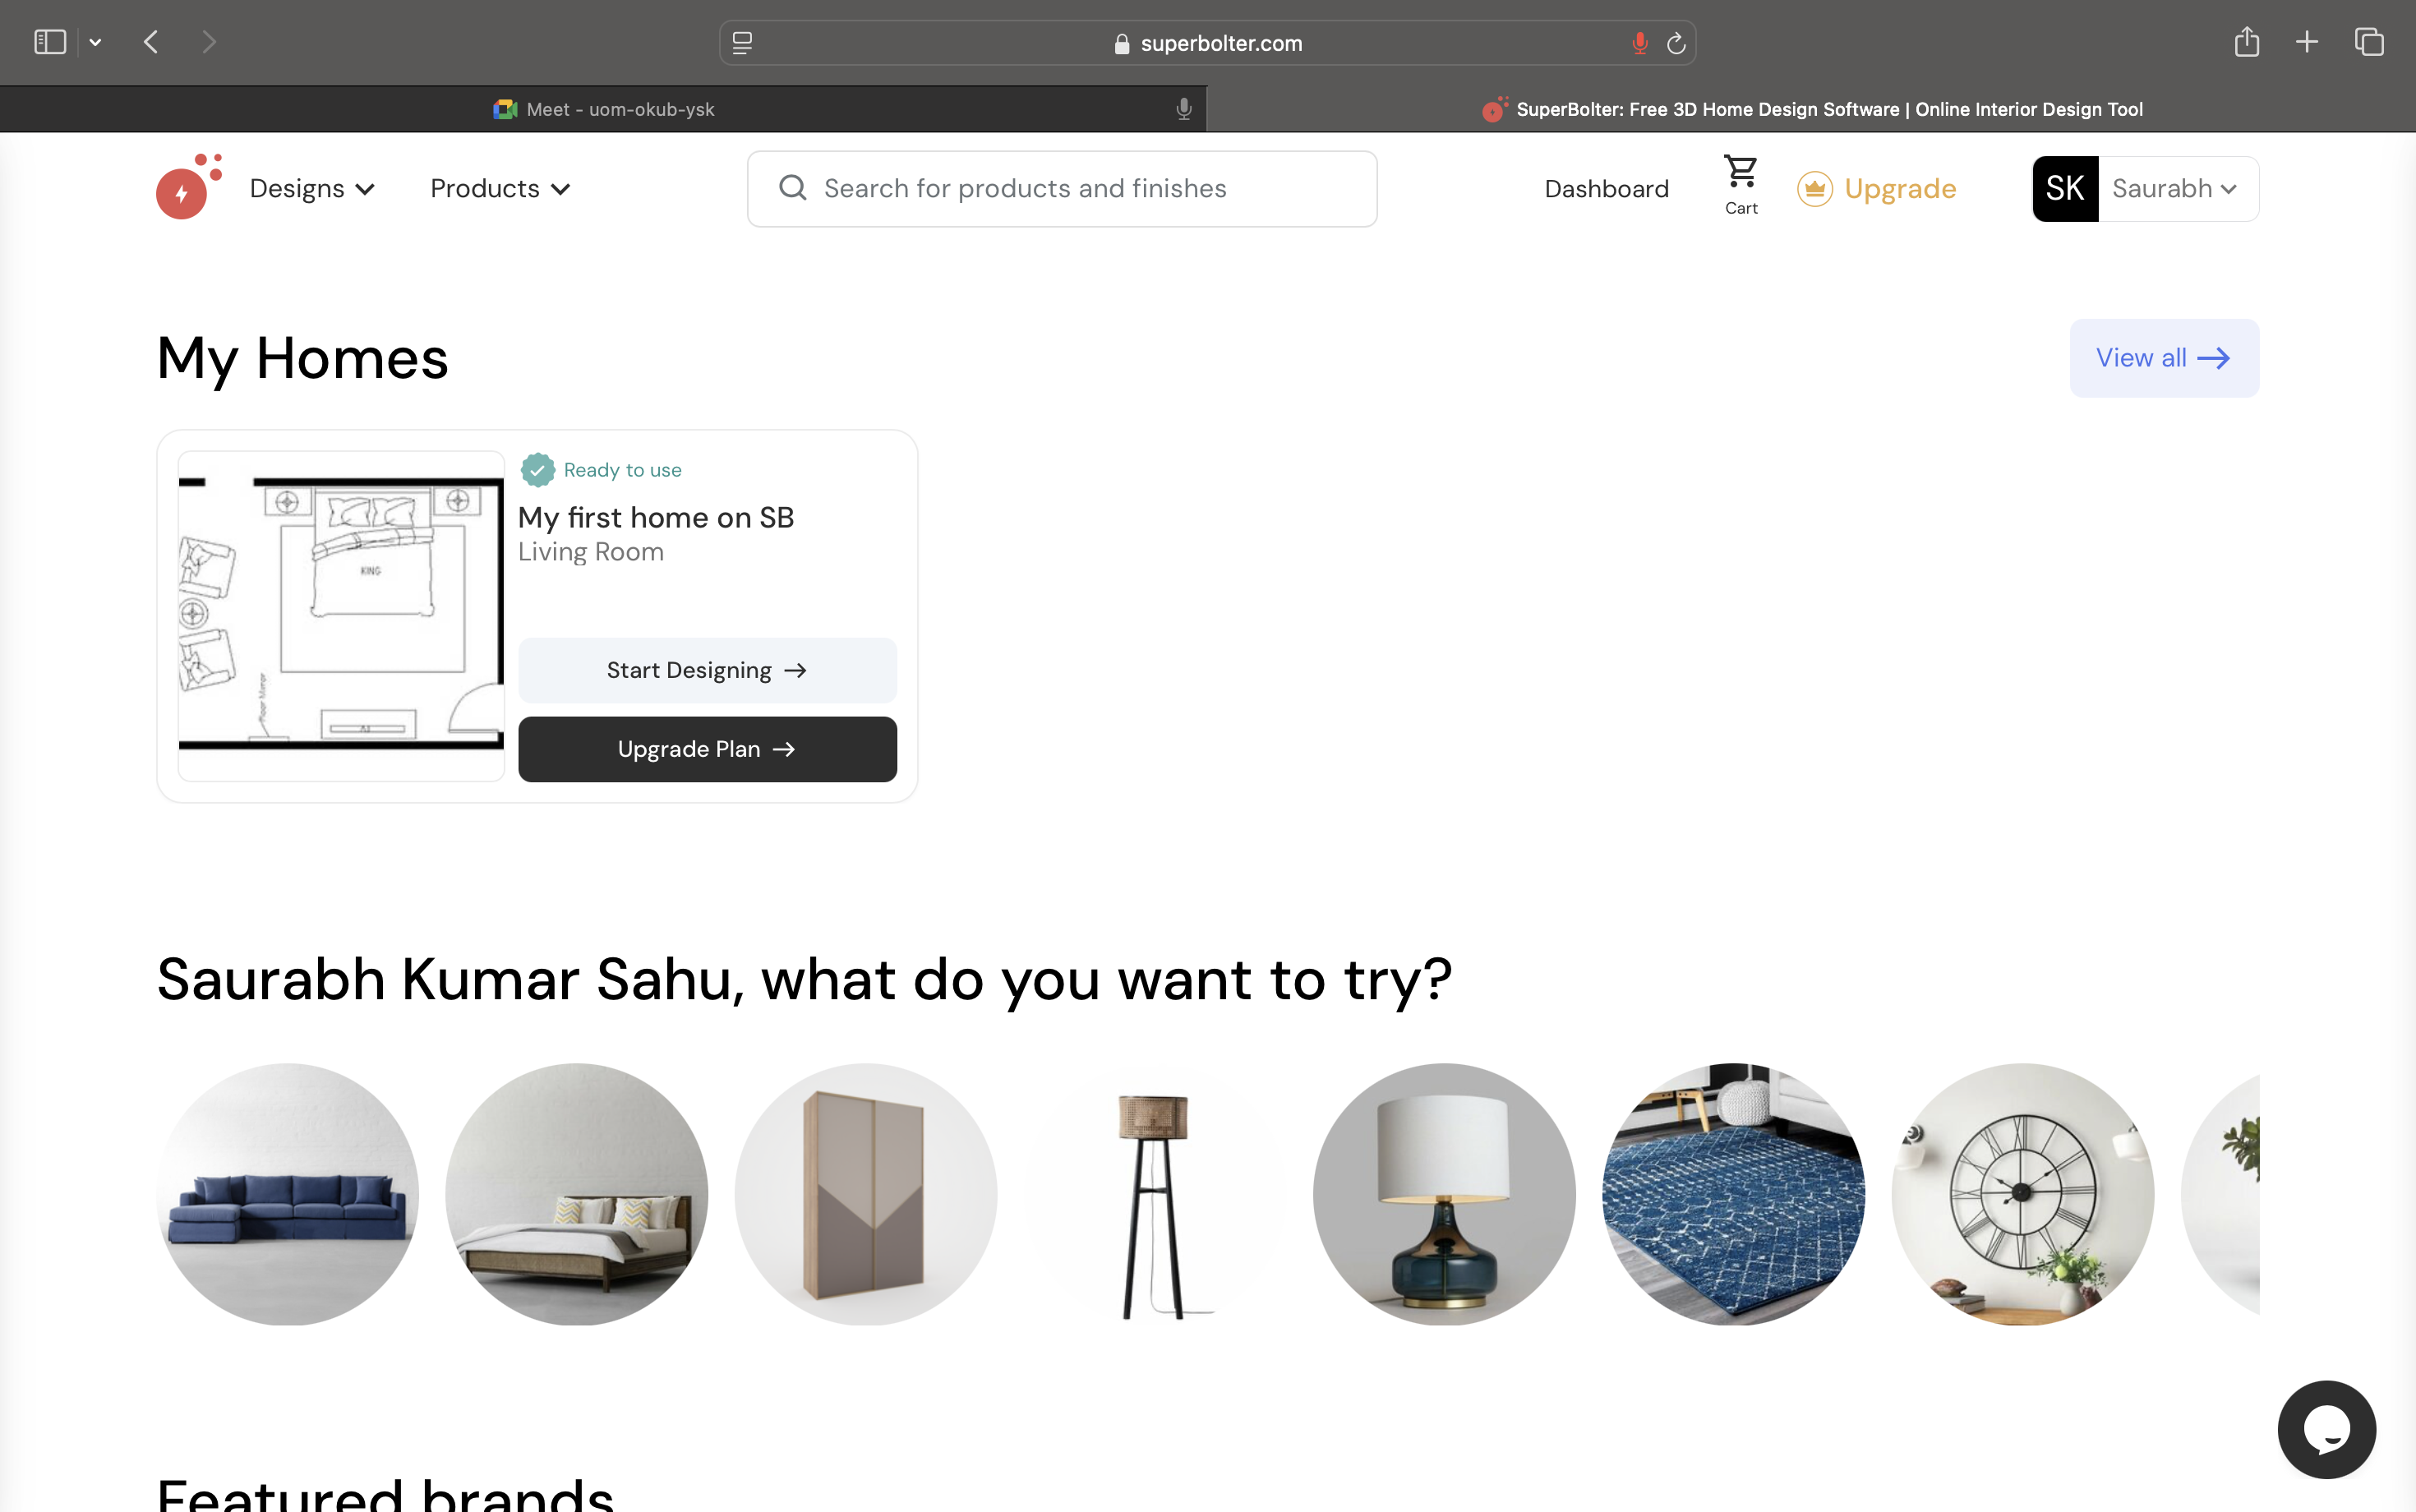 superbolter.com
Meet - uom-okub-ysk
SuperBolter: Free 3D Home Design Software | Online Interior Design Tool
Designs
Products
Search for products and finishes
Dashboard
Cart
Upgrade
SK
Saurabh
My Homes
View all
Ready to use
My first home on SB
Living Room
KING
Floor Mirror
Start Designing
Upgrade Plan
Saurabh Kumar Sahu, what do you want to try?
Featured brands